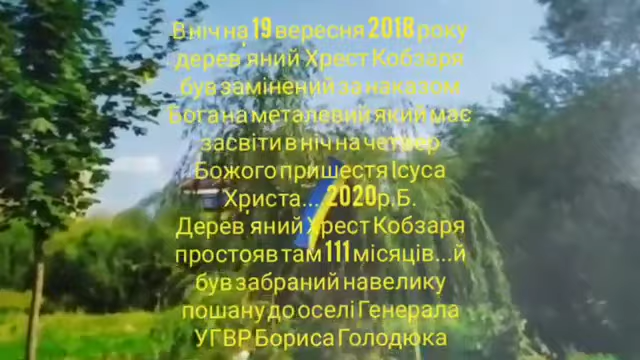 В ніч на 19 вересня 2018 року
дерев`яний Хрест Кобзаря
був замінений за наказом
Бога на металевий який має
засвіти в ніч на четвер
Божого пришестя Ісуса
Христа... 2020 р.Б.
Дерев`яний Хрест Кобзаря
простояв там 111 місяців...й
був забраний на велику
пошану до оселі Генерала
УГВР Бориса Голодюка